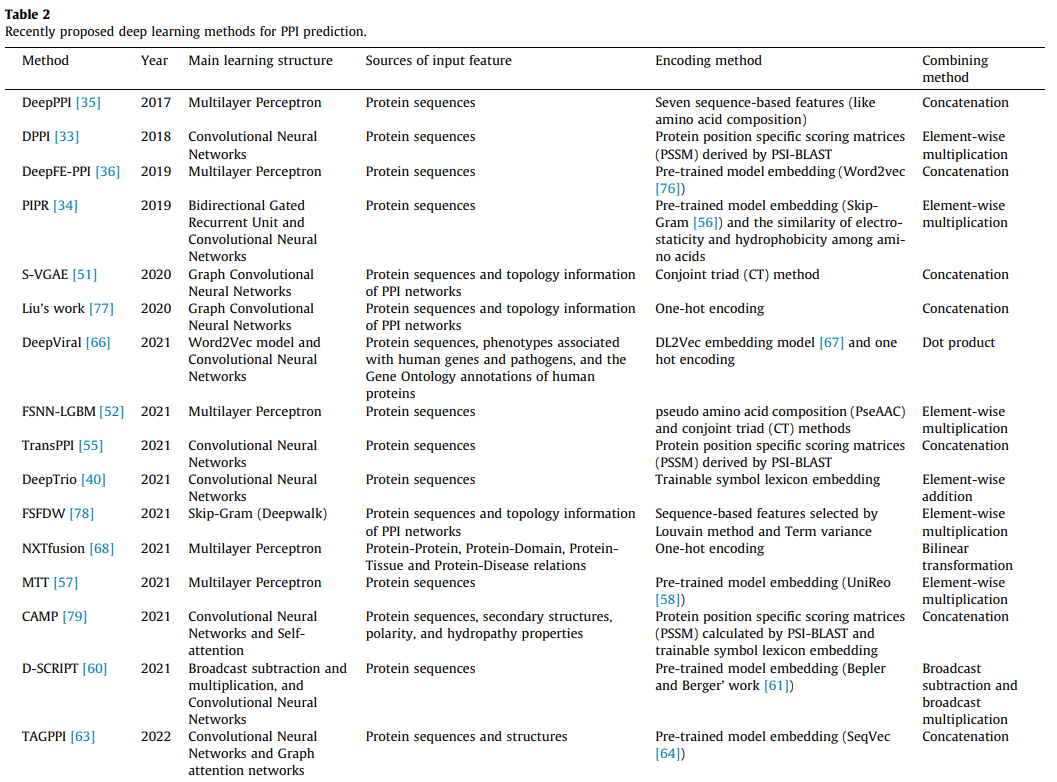 Table 2
Recently proposed deep learning methods for PPI prediction.
Method Year Main learning structure Sources of input feature Encoding method Combining
method
DeepPPI [35] 2017 Multilayer Perceptron Protein sequences Seven sequence-based features (like Concatenation
amino acid composition)
DPPI [33] 2018 Convolutional Neural Protein sequences Protein position specific scoring matrices Element-wise
Networks (PSSM) derived by PSI-BLAST multiplication
DeepFE-PPI [36] 2019 Multilayer Perceptron Protein sequences Pre-trained model embedding (Word2vec Concatenation
[76])
PIPR [34] 2019 Bidirectional Gated Protein sequences Pre-trained model embedding (Skip- Element-wise
Recurrent Unit and Gram [56]) and the similarity of electro- multiplication
Convolutional Neural staticity and hydrophobicity among ami-
Networks no acids
S-VGAE [51] 2020 Graph Convolutional Protein sequences and topology information Conjoint triad (CT) method Concatenation
Neural Networks of PPI networks
Liu's work [77] 2020 Graph Convolutional Protein sequences and topology information One-hot encoding Concatenation
Neural Networks of PPI networks
DeepViral [66] 2021 Word2Vec model and Protein sequences, phenotypes associated DL2Vec embedding model [67] and one Dot product
Convolutional Neural with human genes and pathogens, and the hot encoding
Networks Gene Ontology annotations of human
proteins
FSNN-LGBM [52] 2021 Multilayer Perceptron Protein sequences pseudo amino acid composition (PseAAC) Element-wise
and conjoint triad (CT) methods multiplication
TransPPI [55] 2021 Convolutional Neural Protein sequences Protein position specific scoring matrices Concatenation
Networks (PSSM) derived by PSI-BLAST
DeepTrio [40] 2021 Convolutional Neural Protein sequences Trainable symbol lexicon embedding Element-wise
Networks addition
FSFDW [78] 2021 Skip-Gram (Deepwalk) Protein sequences and topology information Sequence-based features selected by Element-wise
of PPI networks Louvain method and Term variance multiplication
NXTfusion [68] 2021 Multilayer Perceptron Protein-Protein, Protein-Domain, Protein- One-hot encoding Bilinear
Tissue and Protein-Disease relations transformation
MTT [57] 2021 Multilayer Perceptron Protein sequences Pre-trained model embedding (UniReo Element-wise
[58]) multiplication
CAMP [79] 2021 Convolutional Neural Protein sequences, secondary structures, Protein position specific scoring matrices Concatenation
Networks and Self- polarity, and hydropathy properties (PSSM) calculated by PSI-BLAST and
attention trainable symbol lexicon embedding
D-SCRIPT [60] 2021 Broadcast subtraction and Protein sequences Pre-trained model embedding (Bepler Broadcast
multiplication, and and Berger' work [61]) subtraction and
Convolutional Neural broadcast
Networks multiplication
TAGPPI [63] 2022 Convolutional Neural Protein sequences and structures Pre-trained model embedding (SeqVec Concatenation
Networks and Graph [64])
attention networks